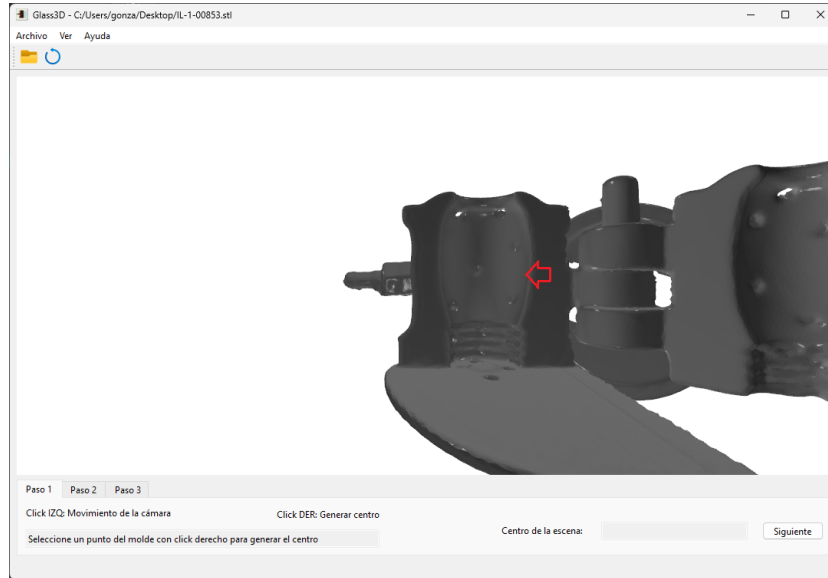 Glass3D - C:/Users/gonza/Desktop/IL-1-00853.stl
Archivo Ver Ayuda
Paso 1 Paso 2 Paso 3
Click IZQ: Movimiento de la cámara Click DER: Generar centro
Centro de la escena: Siguiente
Seleccione un punto del molde con click derecho para generar el centro